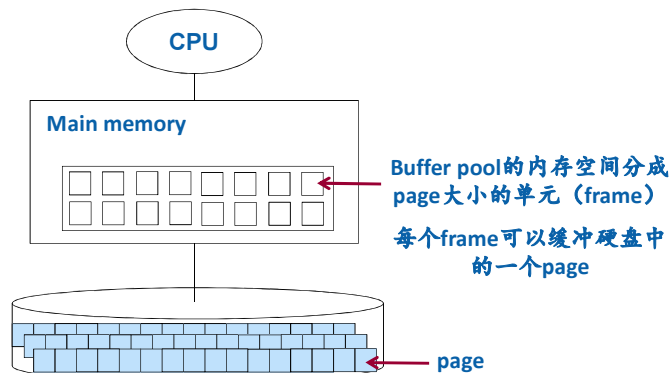 CPU
Main memory
Buffer pool的内存空间分成
page大小的单元（frame）
每个frame可以缓冲硬盘中
的一个page
page